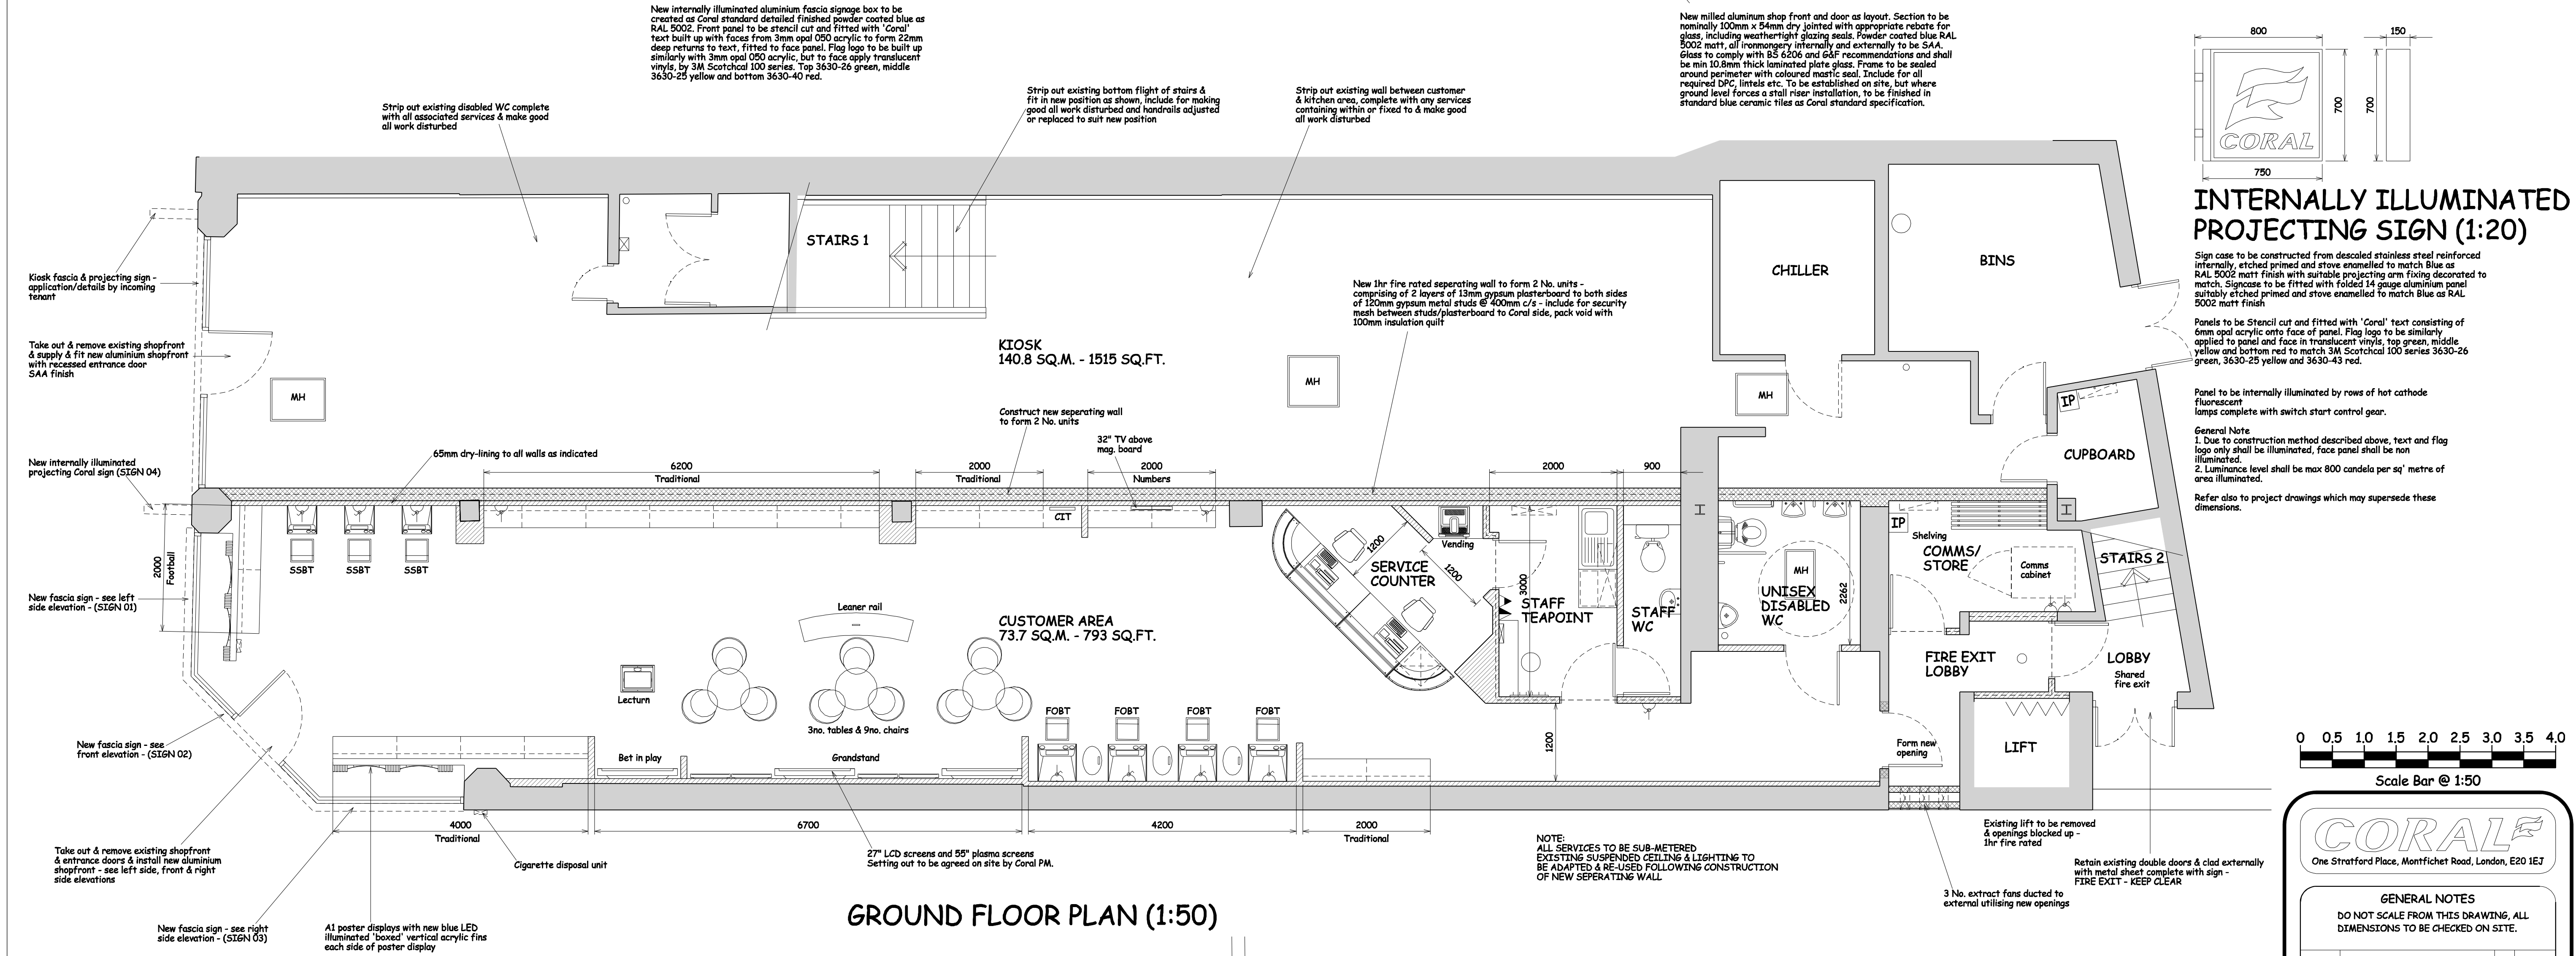 New internally illuminated aluminium fascia signage box to be
created as Coral standard detailed finished powder coated blue as
RAL 5002. Front panel to be stencil cut and fitted with 'Coral'
text built up with faces from 3mm opal 050 acrylic to form 22mm
deep returns to text, fitted to face panel. Flag logo to be built up
similarly with 3mm opal 050 acrylic, but to face apply translucent
vinyls, by 3M Scotchcal 100 series. Top 3630-26 green, middle
3630-25 yellow and bottom 3630-40 red.
New milled aluminum shop front and door as layout. Section to be
nominally 100mm x 54mm dry jointed with appropriate rebate for
glass, including weathertight glazing seals. Powder coated blue RAL
5002 matt, all ironmongery internally and externally to be SAA.
Glass to comply with BS 6206 and G&F recommendations and shall
be min 10.8mm thick laminated plate glass. Frame to be sealed
around perimeter with coloured mastic seal. Include for all
required DPC, lintels etc. To be established on site, but where
ground level forces a stall riser installation, to be finished in
standard blue ceramic tiles as Coral standard specification.
800
150
700
700
CORAL
750
INTERNALLY ILLUMINATED
PROJECTING SIGN (1:20)
Sign case to be constructed from descaled stainless steel reinforced
internally, etched primed and stove enamelled to match Blue as
RAL 5002 matt finish with suitable projecting arm fixing decorated to
match. Signcase to be fitted with folded 14 gauge aluminium panel
suitably etched primed and stove enamelled to match Blue as RAL
5002 matt finish
Panels to be Stencil cut and fitted with 'Coral' text consisting of
6mm opal acrylic onto face of panel. Flag logo to be similarly
applied to panel and face in translucent vinyls, top green, middle
yellow and bottom red to match 3M Scotchcal 100 series 3630-26
green, 3630-25 yellow and 3630-43 red.
Panel to be internally illuminated by rows of hot cathode
fluorescent
lamps complete with switch start control gear.
General Note
1. Due to construction method described above, text and flag
logo only shall be illuminated, face panel shall be non
illuminated.
2. Luminance level shall be max 800 candela per sq' metre of
area illuminated.
Refer also to project drawings which may supersede these
dimensions.
Strip out existing disabled WC complete
with all associated services & make good
all work disturbed
Strip out existing bottom flight of stairs &
fit in new position as shown, include for making
good all work disturbed and handrails adjusted
or replaced to suit new position
Strip out existing wall between customer
& kitchen area, complete with any services
containing within or fixed to & make good
all work disturbed
STAIRS 1
CHILLER
BINS
Kiosk fascia & projecting sign -
application/details by incoming
tenant
New 1hr fire rated seperating wall to form 2 No. units -
comprising of 2 layers of 13mm gypsum plasterboard to both sides
of 120mm gypsum metal studs @ 400mm c/s - include for security
mesh between studs/plasterboard to Coral side, pack void with
100mm insulation quilt
Take out & remove existing shopfront
& supply & fit new aluminium shopfront
with recessed entrance door
SAA finish
KIOSK
140.8 SQ.M. - 1515 SQ.FT.
MH
MH
MH
IP
CUPBOARD
Construct new seperating wall
to form 2 No. units
32" TV above
mag. board
65mm dry-lining to all walls as indicated
New internally illuminated
projecting Coral sign (SIGN 04)
6200
Traditional
2000
Traditional
2000
Numbers
2000
900
CIT
SSBT
SSBT
SSBT
2000
Football
New fascia sign - see left
side elevation - (SIGN 01)
Vending
1200
1200
SERVICE
COUNTER
3000
STAFF
TEAPOINT
STAFF
WC
H
MH
UNISEX
DISABLED
WC
2262
IP
Shelving
COMMS/
STORE
Comms
cabinet
H
STAIRS 2
Leaner rail
CUSTOMER AREA
73.7 SQ.M. - 793 SQ.FT.
Lecturn
3no. tables & 9no. chairs
FOBT
FOBT
FOBT
FOBT
FIRE EXIT
LOBBY
LOBBY
Shared
fire exit
New fascia sign - see
front elevation - (SIGN 02)
Bet in play
Grandstand
1200
Form new
opening
LIFT
0 0.5 1.0 1.5 2.0 2.5 3.0 3.5 4.0
Scale Bar @ 1:50
4000
Traditional
6700
4200
2000
Traditional
Take out & remove existing shopfront
& entrance doors & install new aluminium
shopfront - see left side, front & right
side elevations
Cigarette disposal unit
27" LCD screens and 55" plasma screens
Setting out to be agreed on site by Coral PM.
NOTE:
ALL SERVICES TO BE SUB-METERED
EXISTING SUSPENDED CEILING & LIGHTING TO
BE ADAPTED & RE-USED FOLLOWING CONSTRUCTION
OF NEW SEPERATING WALL
Existing lift to be removed
& openings blocked up -
1hr fire rated
Retain existing double doors & clad externally
with metal sheet complete with sign -
FIRE EXIT - KEEP CLEAR
3 No. extract fans ducted to
external utilising new openings
New fascia sign - see right
side elevation - (SIGN 03)
A1 poster displays with new blue LED
illuminated 'boxed' vertical acrylic fins
each side of poster display
GROUND FLOOR PLAN (1:50)
CORAL
One Stratford Place, Montfichet Road, London, E20 1EJ
GENERAL NOTES
DO NOT SCALE FROM THIS DRAWING, ALL
DIMENSIONS TO BE CHECKED ON SITE.